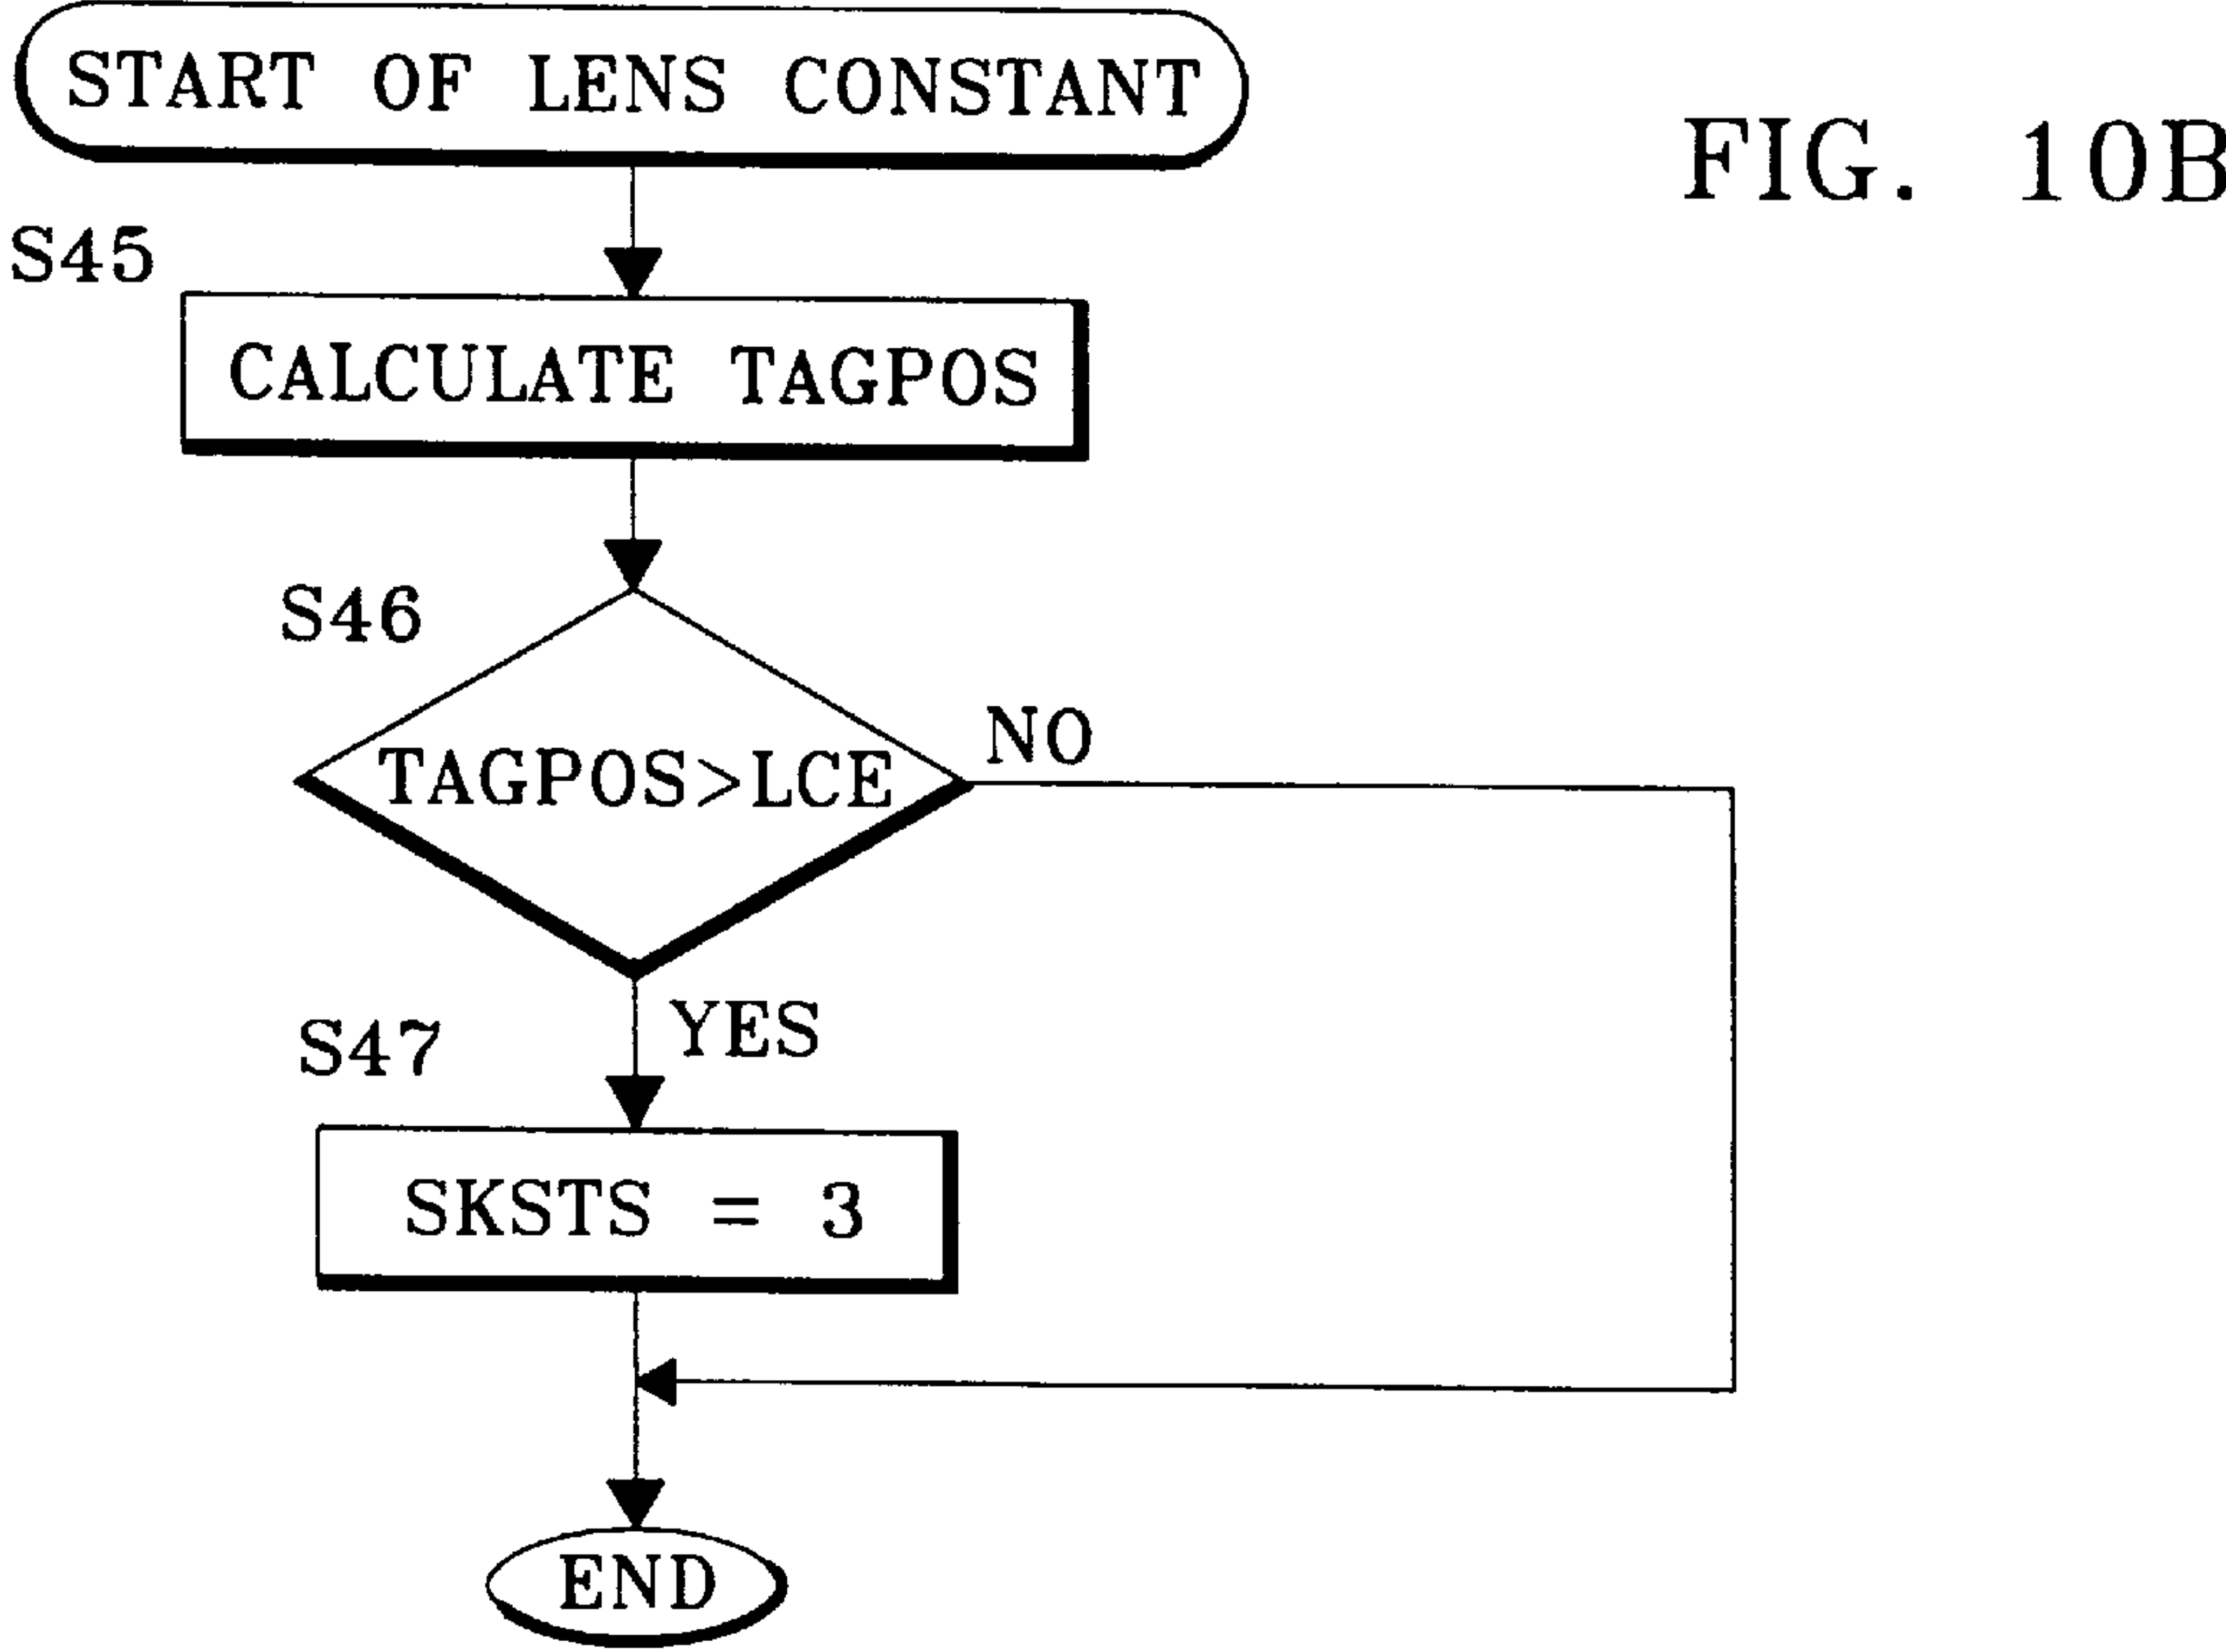 START OF LENS CONSTANT
FIG. 10B
S45
CALCULATE TAGPOS
S46
TAGPOS>LCE
NO
YES
S47
SKSTS = 3
END